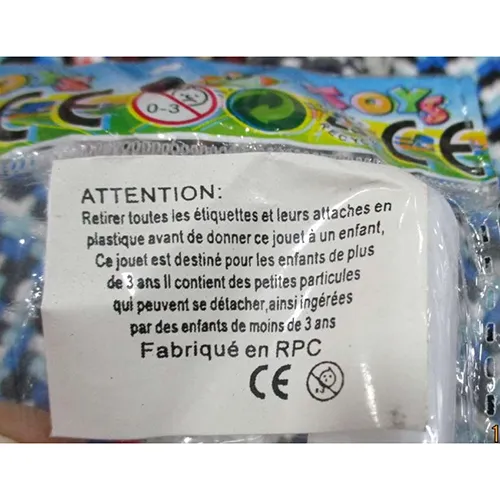 CE
0-3
TOYS
CE
ATTENTION:
Retirer toutes les étiquettes et leurs attaches en
plastique avant de donner ce jouet à un enfant,
Ce jouet est destiné pour les enfants de plus
de 3 ans Il contient des petites particules
qui peuvent se détacher,ainsi ingérées
par des enfants de moins de 3 ans
Fabriqué en RPC
CE
0-3
1